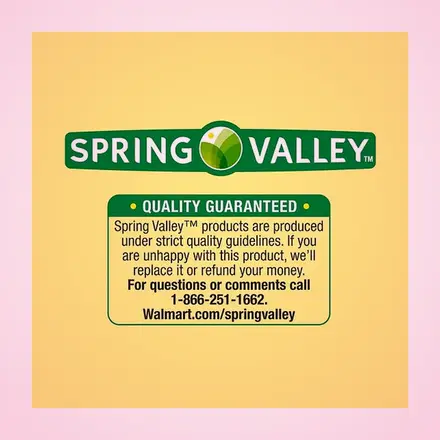 SPRING VALLEY™
• QUALITY GUARANTEED •
Spring Valley™ products are produced
under strict quality guidelines. If you
are unhappy with this product, we’ll
replace it or refund your money.
For questions or comments call
1-866-251-1662.
Walmart.com/springvalley